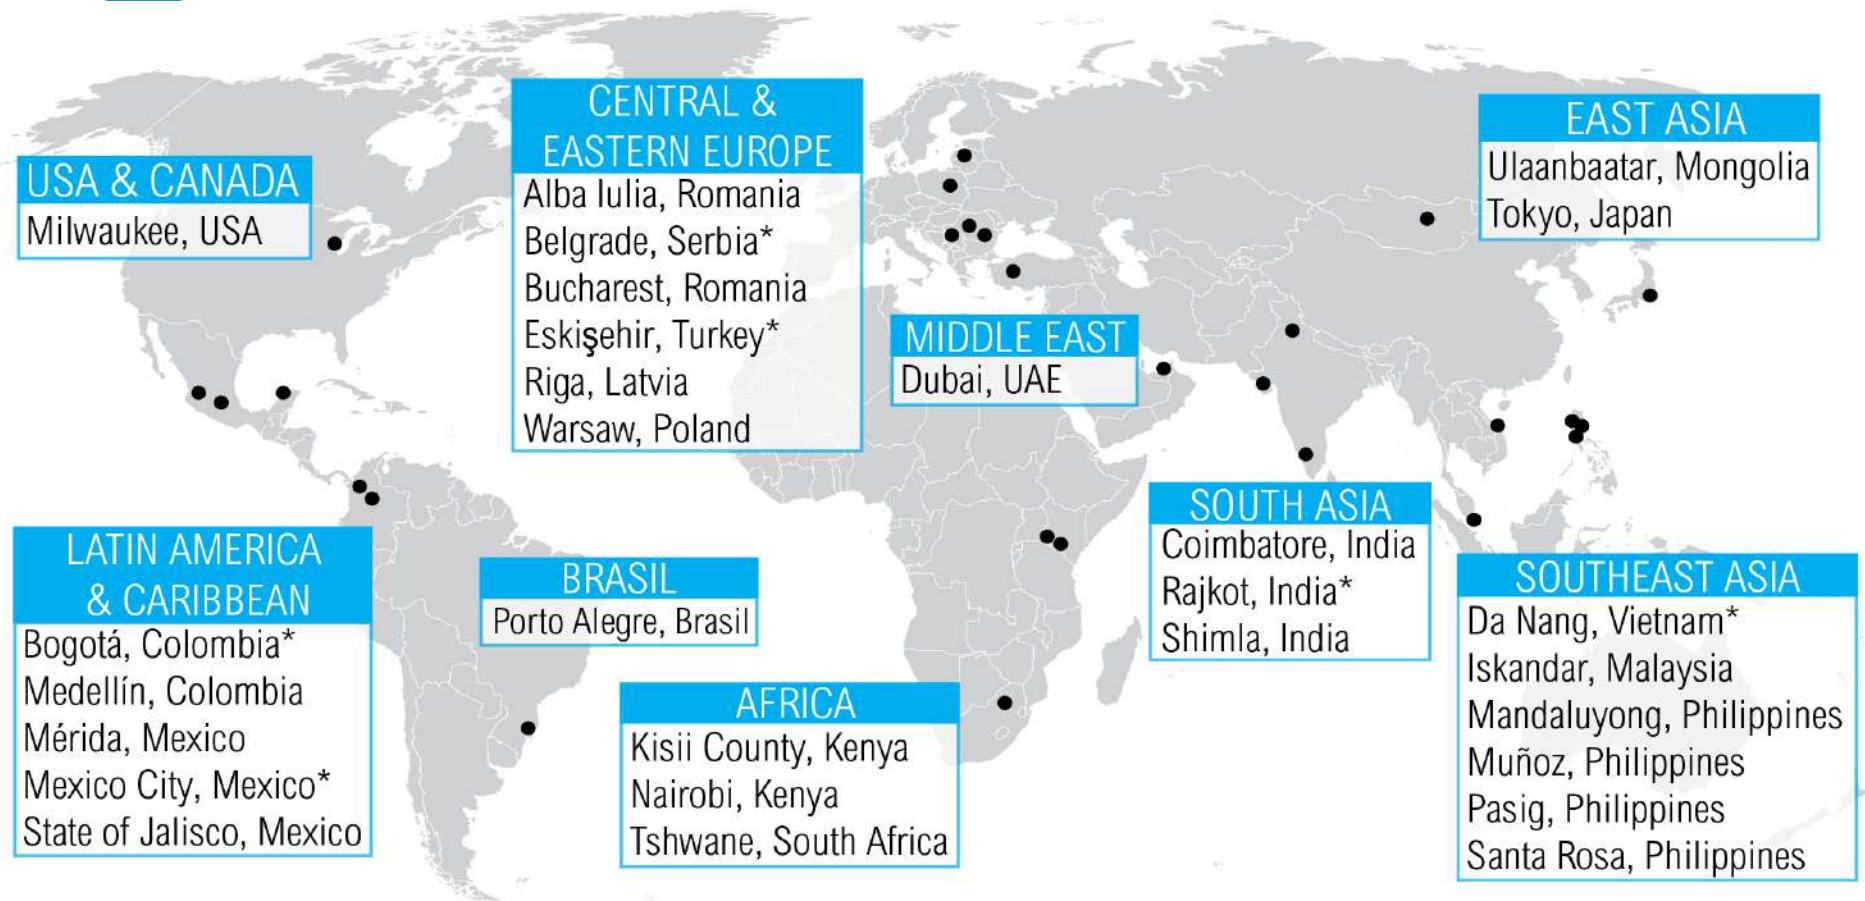 USA & CANADA
Milwaukee, USA
CENTRAL &
EASTERN EUROPE
Alba Iulia, Romania
Belgrade, Serbia*
Bucharest, Romania
Eskişehir, Turkey*
Riga, Latvia
Warsaw, Poland
EAST ASIA
Ulaanbaatar, Mongolia
Tokyo, Japan
MIDDLE EAST
Dubai, UAE
LATIN AMERICA
& CARIBBEAN
Bogotá, Colombia*
Medellín, Colombia
Mérida, Mexico
Mexico City, Mexico*
State of Jalisco, Mexico
BRASIL
Porto Alegre, Brasil
AFRICA
Kisii County, Kenya
Nairobi, Kenya
Tshwane, South Africa
SOUTH ASIA
Coimbatore, India
Rajkot, India*
Shimla, India
SOUTHEAST ASIA
Da Nang, Vietnam*
Iskandar, Malaysia
Mandaluyong, Philippines
Muñoz, Philippines
Pasig, Philippines
Santa Rosa, Philippines